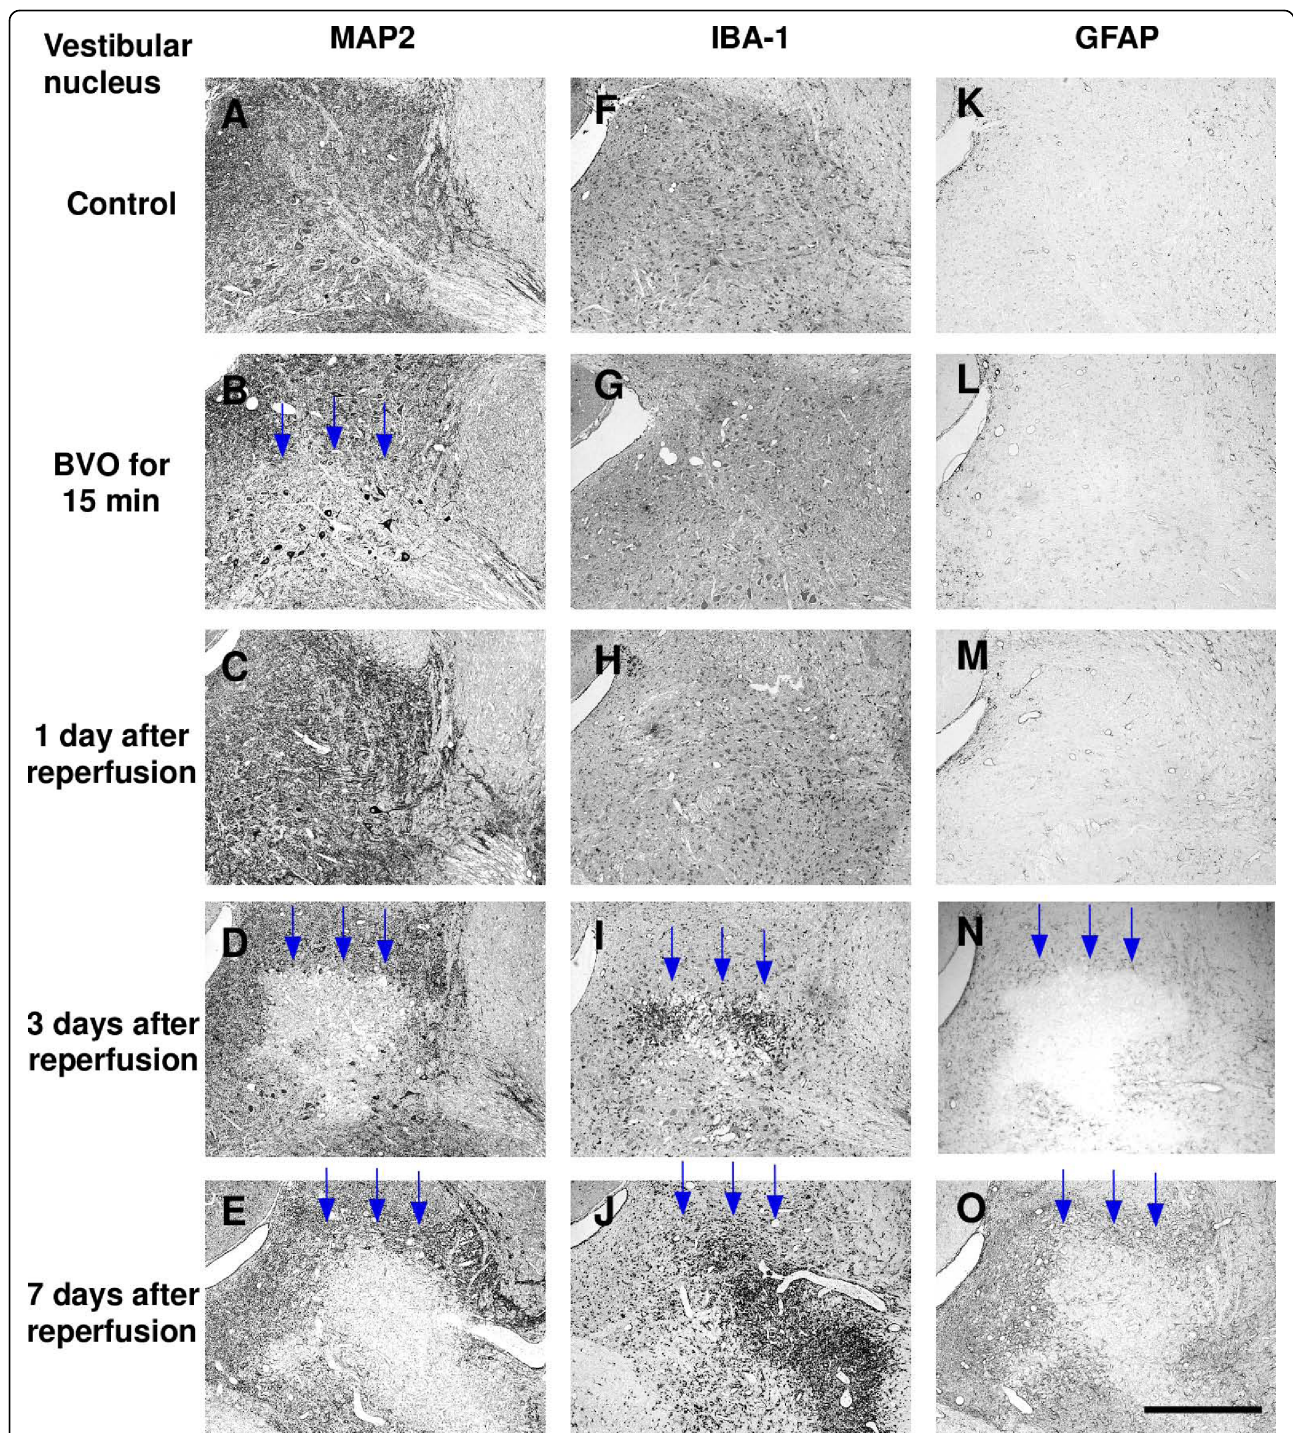 Vestibular
nucleus
MAP2
IBA-1
GFAP
Control
A
F
K
BVO for
15 min
B
G
L
1 day after
reperfusion
C
H
M
3 days after
reperfusion
D
I
N
7 days after
reperfusion
E
J
O